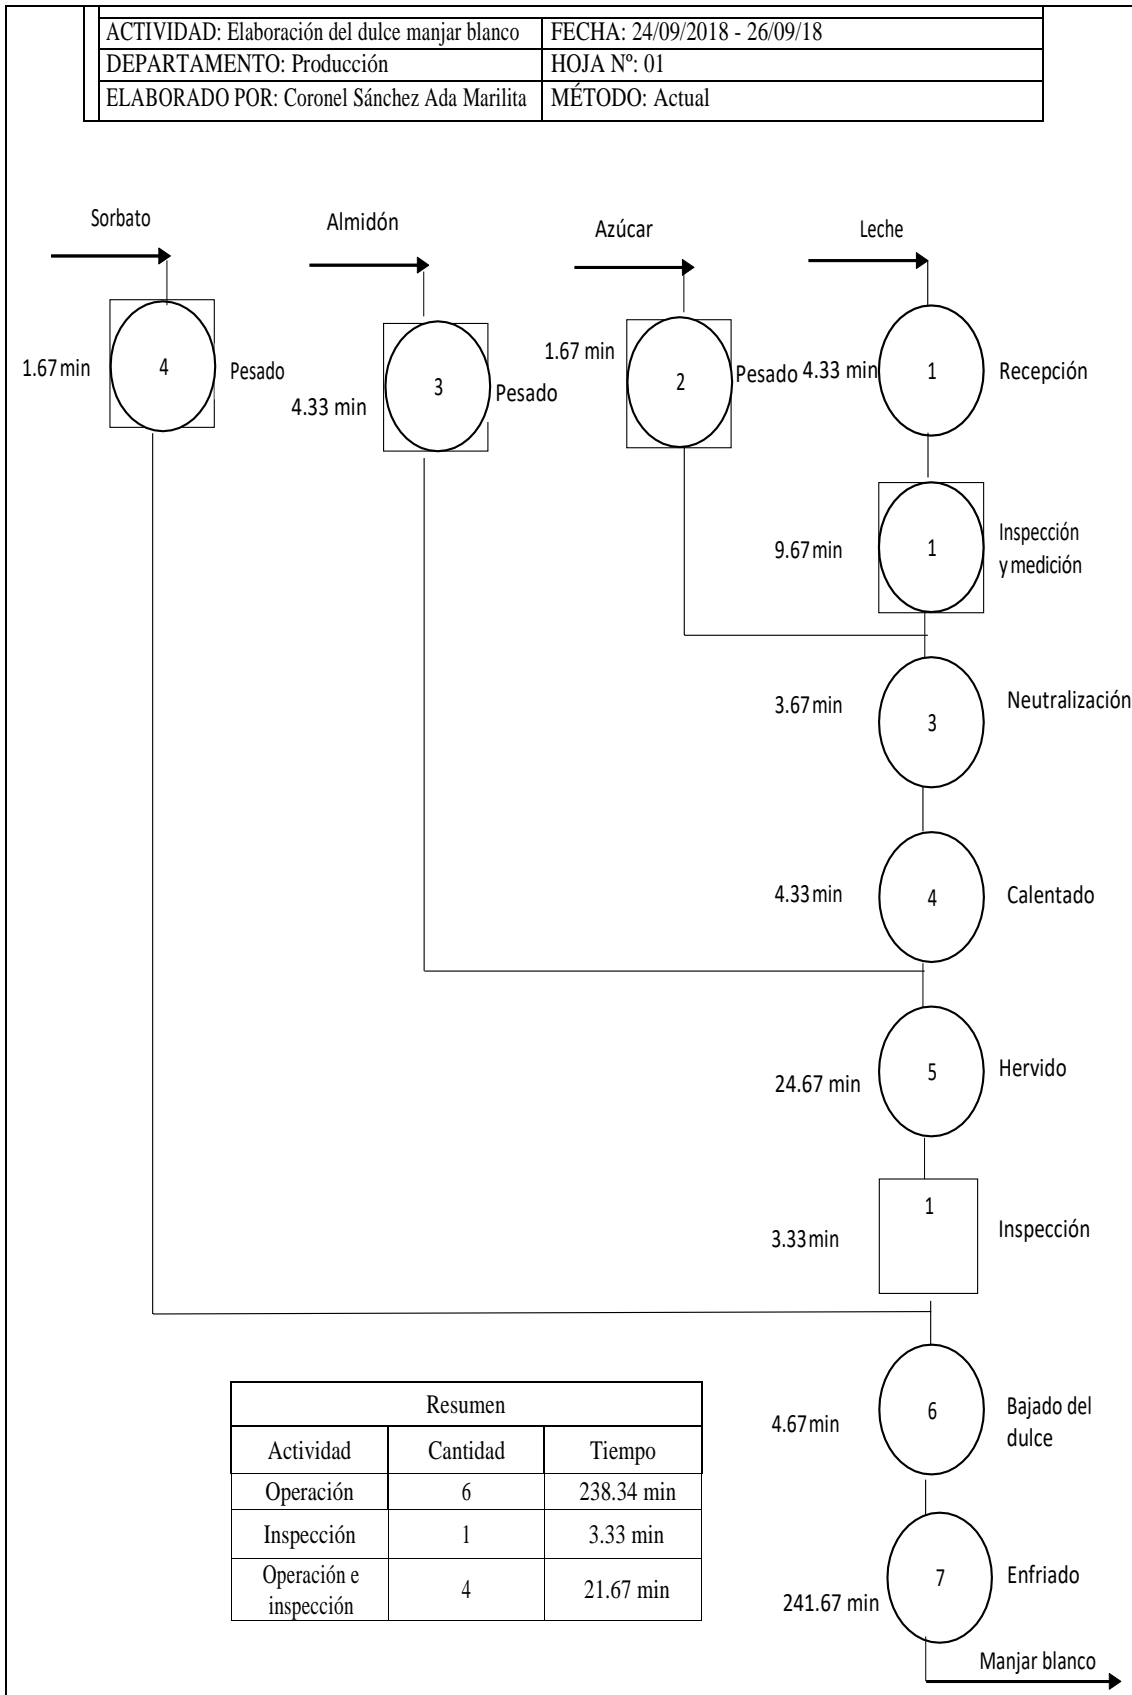 ACTIVIDAD: Elaboración del dulce manjar blanco FECHA: 24/09/2018 - 26/09/18
DEPARTAMENTO: Producción HOJA Nº: 01
ELABORADO POR: Coronel Sánchez Ada Marilita MÉTODO: Actual
Sorbato Almidón Azúcar Leche
1.67 min 4 Pesado 4.33 min 3 Pesado 1.67 min 2 Pesado 4.33 min 1 Recepción
9.67 min 1 Inspección
y medición
3.67 min 3 Neutralización
4.33 min 4 Calentado
24.67 min 5 Hervido
1
3.33 min Inspección
4.67 min 6 Bajado del
dulce
241.67 min 7 Enfriado
Manjar blanco
Resumen
Actividad Cantidad Tiempo
Operación 6 238.34 min
Inspección 1 3.33 min
Operación e
inspección 4 21.67 min